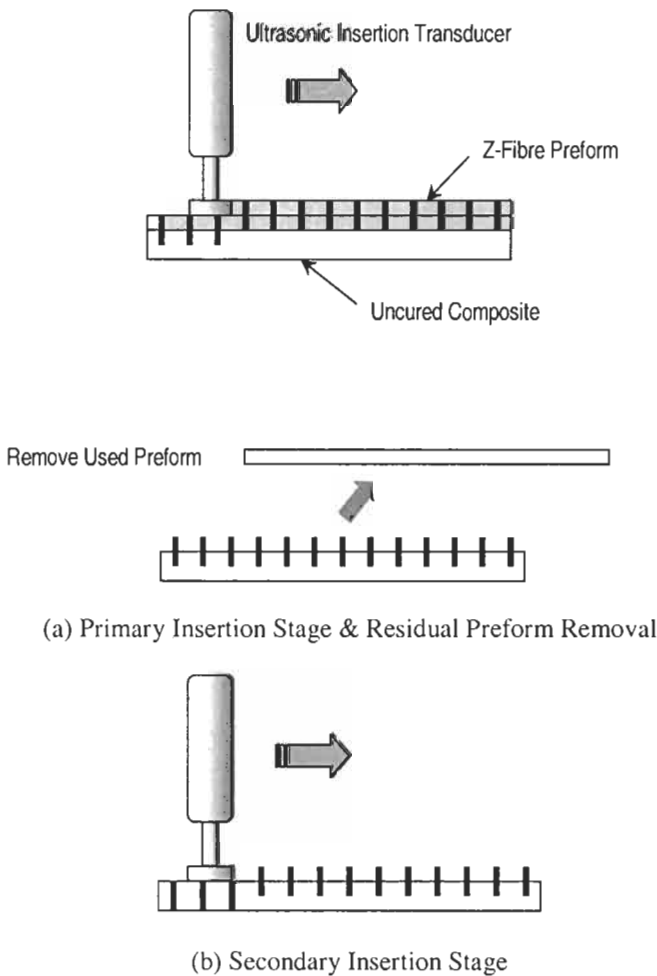 Ultrasonic Insertion Transducer
Z-Fibre Preform
Uncured Composite
Remove Used Preform
(a) Primary Insertion Stage & Residual Preform Removal
(b) Secondary Insertion Stage